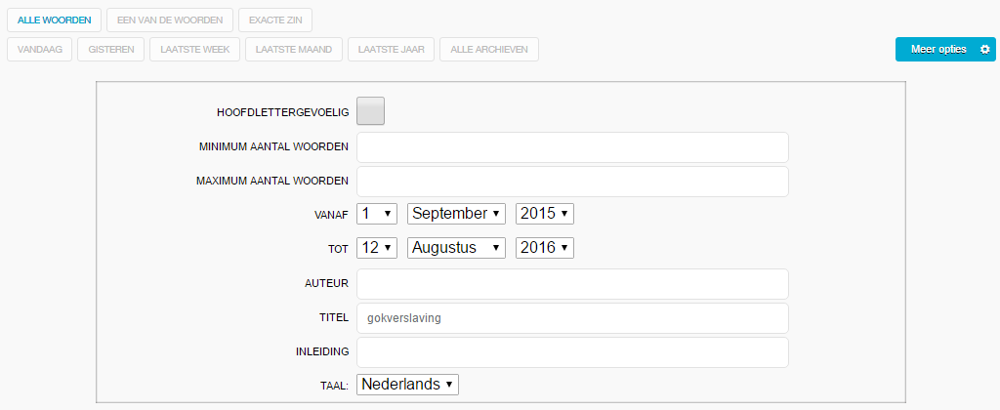 ALLE WOORDEN EEN VAN DE WOORDEN EXACTE ZIN
VANDAAG GISTEREN LAATSTE WEEK LAATSTE MAAND LAATSTE JAAR ALLE ARCHIEVEN Meer opties
HOOFDLETTERGEVOELIG
MINIMUM AANTAL WOORDEN
MAXIMUM AANTAL WOORDEN
VANAF 1 September 2015
TOT 12 Augustus 2016
AUTEUR
TITEL gokverslaving
INLEIDING
TAAL: Nederlands